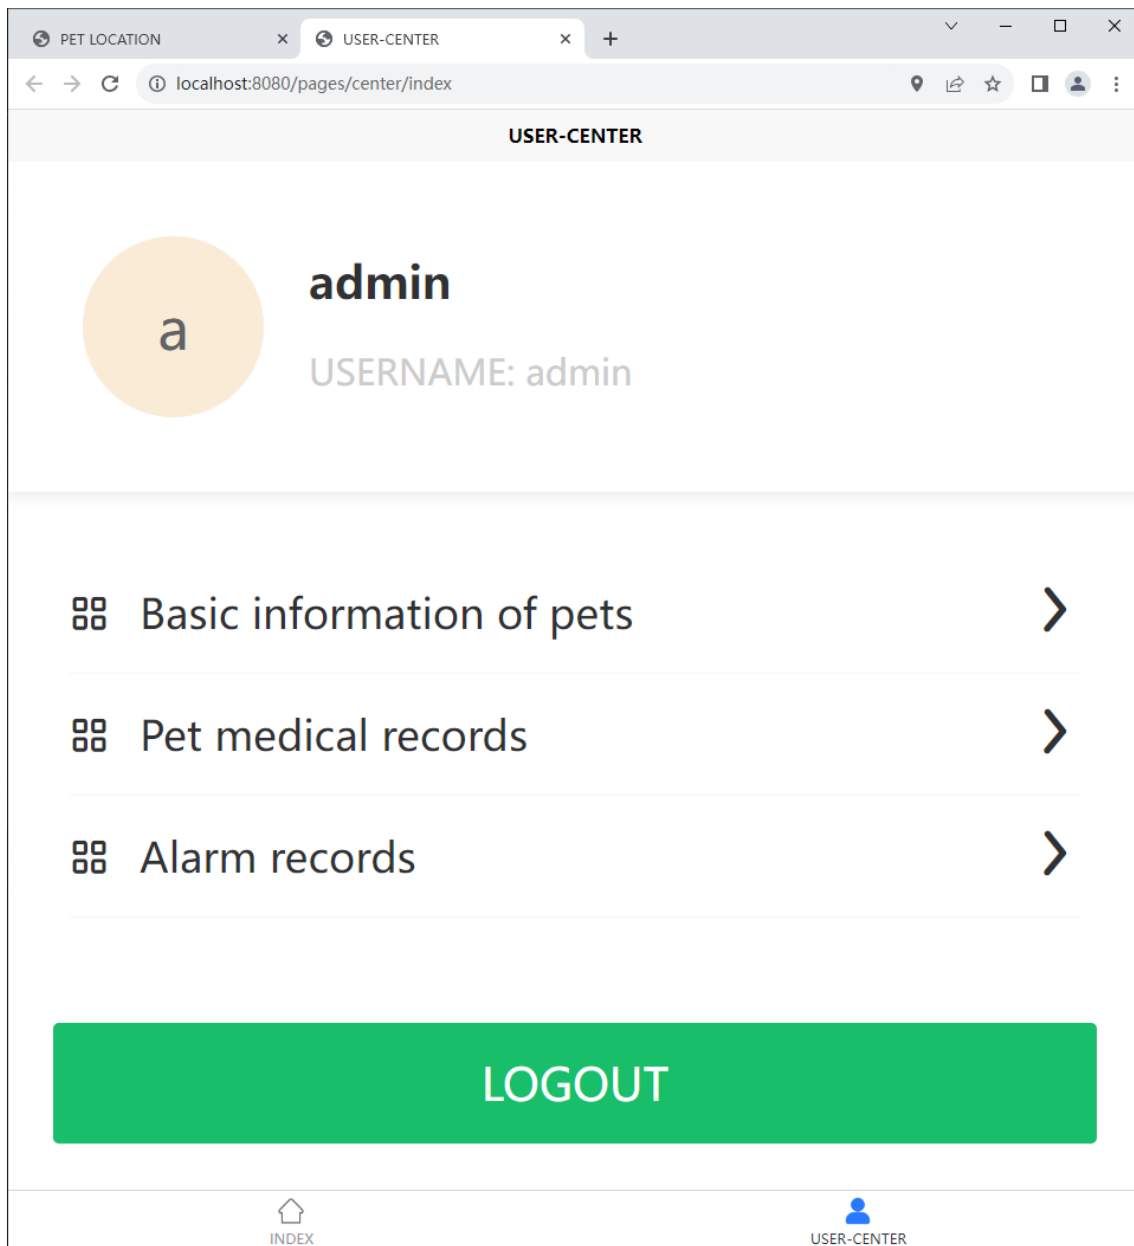 PET LOCATION
USER-CENTER
localhost:8080/pages/center/index
USER-CENTER
a
admin
USERNAME: admin
Basic information of pets
Pet medical records
Alarm records
LOGOUT
INDEX
USER-CENTER